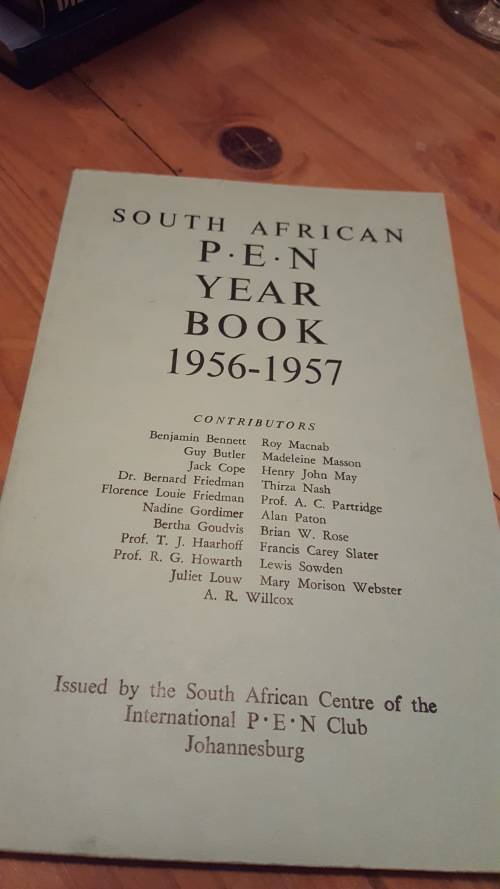 SOUTH AFRICAN
P·E·N
YEAR
BOOK
1956-1957
CONTRIBUTORS
Benjamin Bennett
Guy Butler
Jack Cope
Dr. Bernard Friedman
Florence Louie Friedman
Nadine Gordimer
Bertha Goudvis
Prof. T. J. Haarhoff
Prof. R. G. Howarth
Juliet Louw
Roy Macnab
Madeleine Masson
Henry John May
Thirza Nash
Prof. A. C. Partridge
Alan Paton
Brian W. Rose
Francis Carey Slater
Lewis Sowden
Mary Morison Webster
A. R. Willcox
Issued by the South African Centre of the
International P·E·N Club
Johannesburg